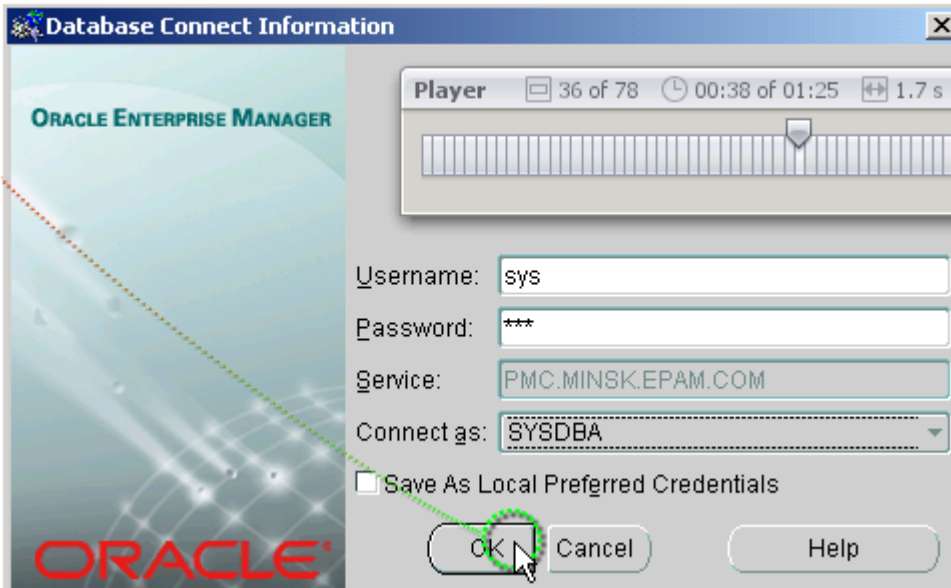 Database Connect Information
ORACLE ENTERPRISE MANAGER
Player 36 of 78 00:38 of 01:25 1.7 s
Username: sys
Password: ***
Service: PMC.MINSK.EPAM.COM
Connect as: SYSDBA
Save As Local Preferred Credentials
OK Cancel Help
ORACLE